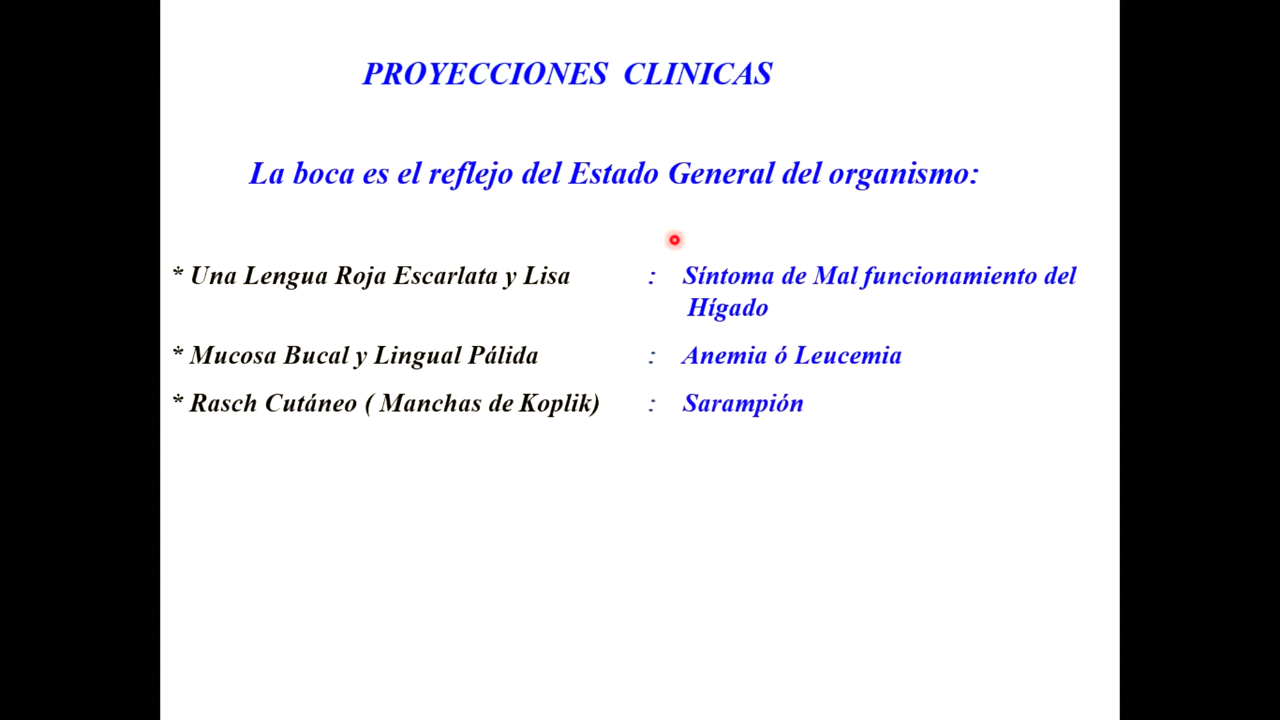 PROYECCIONES CLINICAS
La boca es el reflejo del Estado General del organismo:
* Una Lengua Roja Escarlata y Lisa : Síntoma de Mal funcionamiento del
Hígado
* Mucosa Bucal y Lingual Pálida : Anemia ó Leucemia
* Rasch Cutáneo ( Manchas de Koplik) : Sarampión